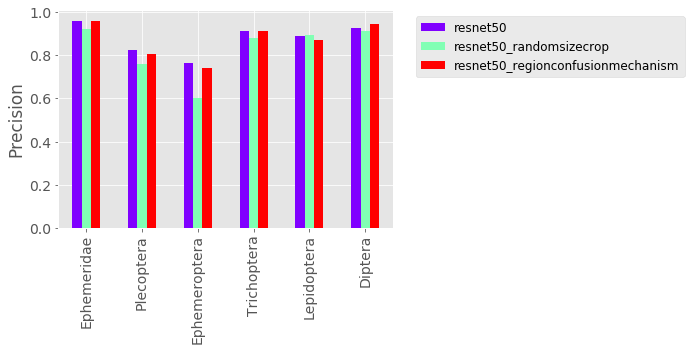 1.0
0.8
0.6
0.4
0.2
0.0
Precision
Ephemeridae
Plecoptera
Ephemeroptera
Trichoptera
Lepidoptera
Diptera
resnet50
resnet50_randomsizecrop
resnet50_regionconfusionmechanism